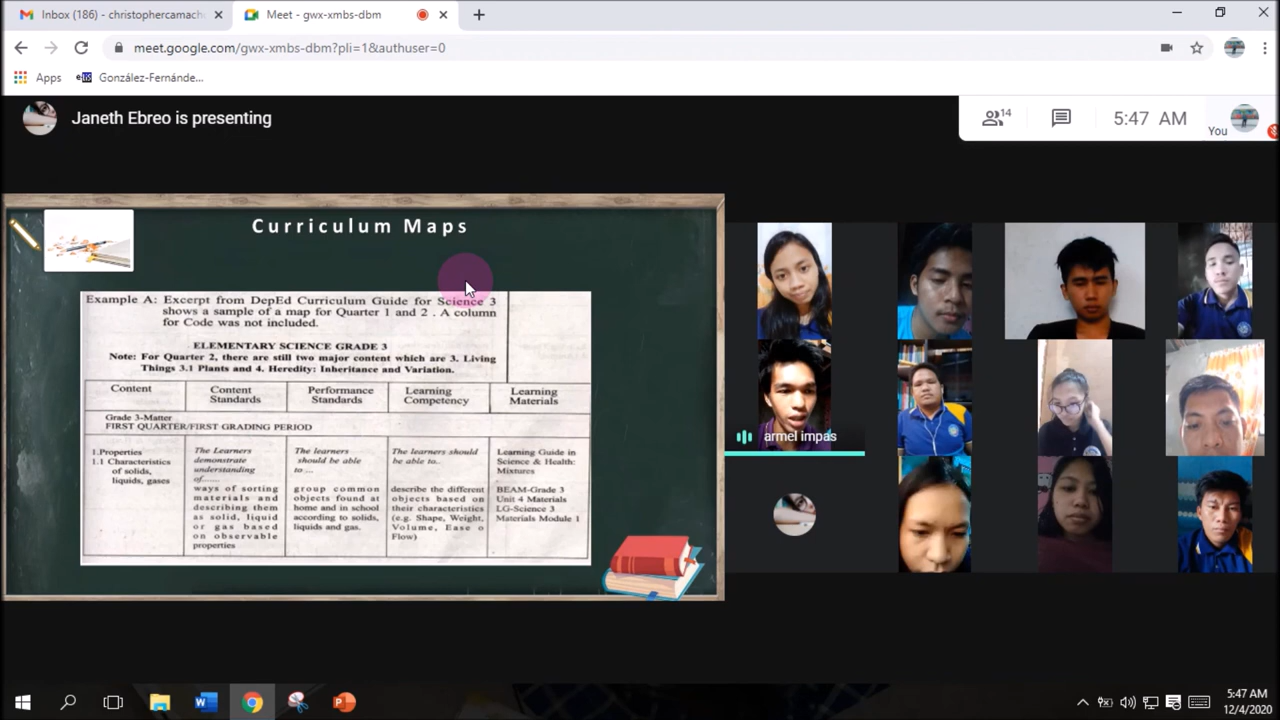 Inbox (186) - christophercamach
Meet - gwx-xmbs-dbm
meet.google.com/gwx-xmbs-dbm?pli=1&authuser=0
Apps
González-Fernánde...
Janeth Ebreo is presenting
14
5:47 AM
You
Curriculum Maps
Example A: Excerpt from DepEd Curriculum Guide for Science 3
shows a sample of a map for Quarter 1 and 2 . A column
for Code was not included.
ELEMENTARY SCIENCE GRADE 3
Note: For Quarter 2, there are still two major content which are 3. Living
Things 3.1 Plants and 4. Heredity: Inheritance and Variation.
Content
Content
Standards
Performance
Standards
Learning
Competency
Learning
Materials
Grade 3-Matter
FIRST QUARTER/FIRST GRADING PERIOD
1.Properties
1.1 Characteristics
of solids,
liquids, gases
The Learners
demonstrate
understanding
of.......
ways of sorting
materials and
describing them
as solid, liquid
or gas based
on observable
properties
The learners
should be able
to ...
group common
objects found at
home and in school
according to solids,
liquids and gas.
The learners should
be able to..
describe the different
objects based on
their characteristics
(e.g. Shape, Weight,
Volume, Ease o
Flow)
Learning Guide in
Science & Health:
Mixtures
BEAM-Grade 3
Unit 4 Materials
LG-Science 3
Materials Module 1
armel impas
5:47 AM
12/4/2020